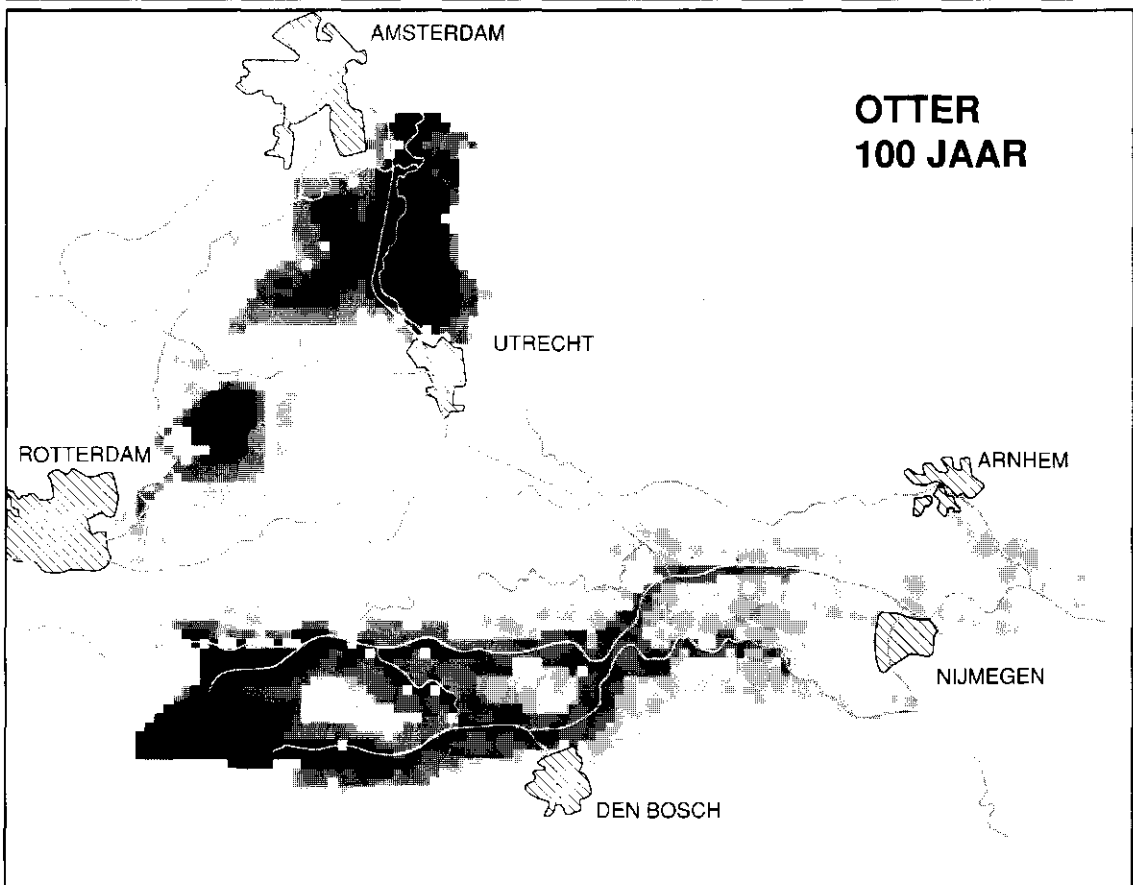 AMSTERDAM
OTTER
100 JAAR
UTRECHT
ROTTERDAM
ARNHEM
NIJMEGEN
DEN BOSCH